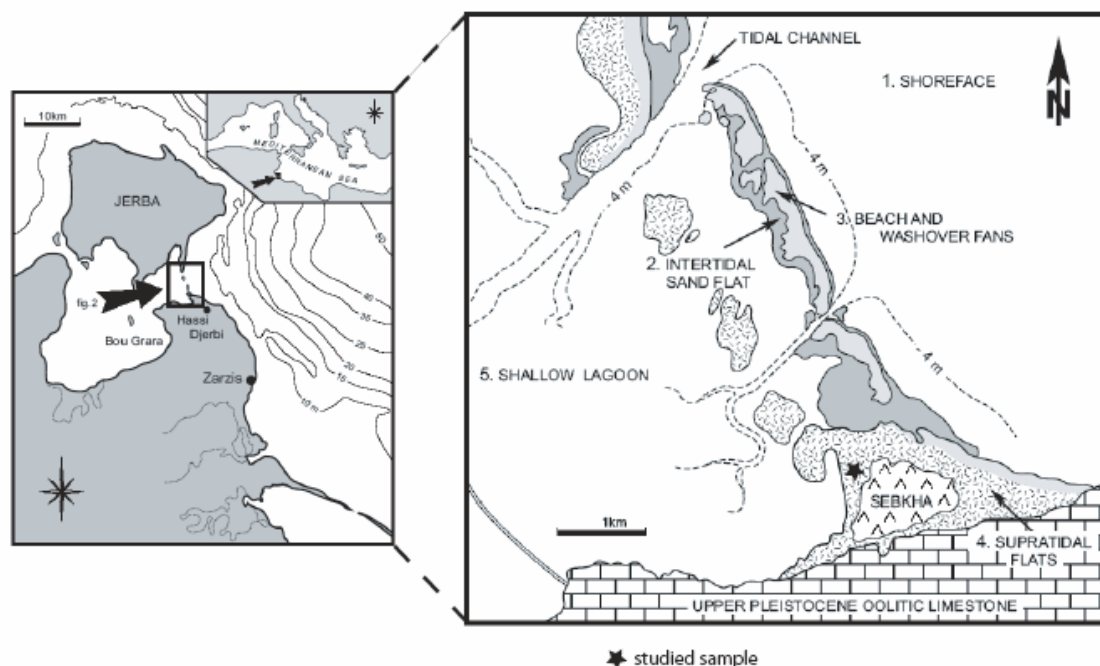 10km
MEDITERRANEAN SEA
JERBA
fig.2
Hassi
Djerbi
Bou Grara
Zarzis
50
40
35
25
20
15
10 m
TIDAL CHANNEL
1. SHOREFACE
N
4 m
4 m
3. BEACH AND
WASHOVER FANS
2. INTERTIDAL
SAND FLAT
4 m
5. SHALLOW LAGOON
SEBKHA
1km
4. SUPRATIDAL
FLATS
UPPER PLEISTOCENE OOLITIC LIMESTONE
studied sample